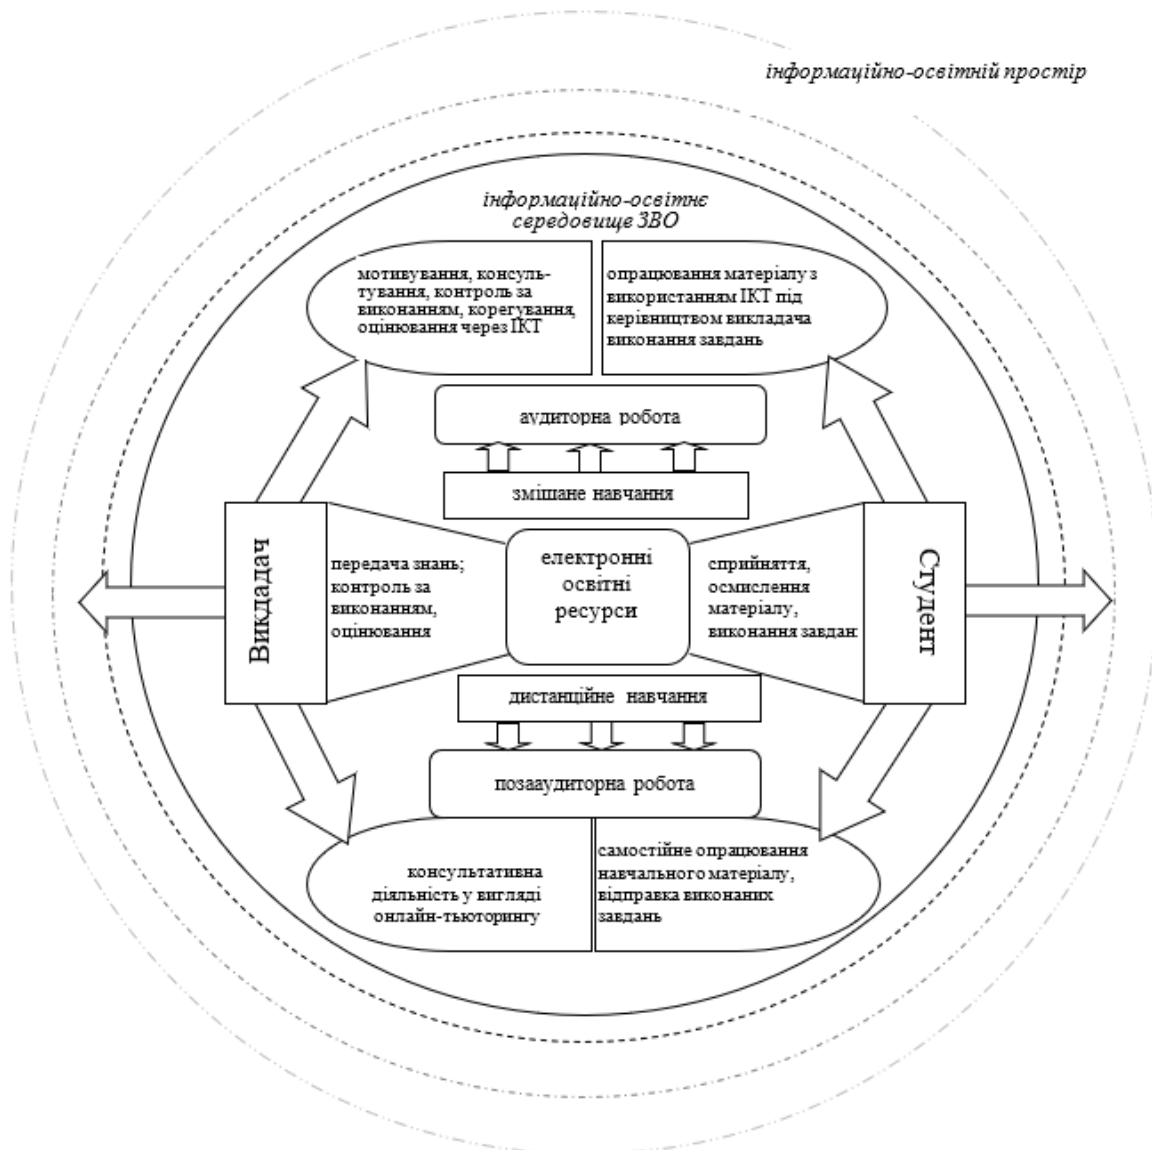 інформаційно-освітній простір
інформаційно-освітнє
середовище ЗВО
мотивування, консуль-
тування, контроль за
виконанням, корегування,
оцінювання через ІКТ
опрацювання матеріалу з
використанням ІКТ під
керівництвом викладача
виконання завдань
аудиторна робота
змішане навчання
Викдадач
передача знань;
контроль за
виконанням,
оцінювання
електронні
освітні
ресурси
сприйняття,
осмислення
матеріалу,
виконання завдан
Студент
дистанційне навчання
позааудиторна робота
консультативна
діяльність у вигляді
онлайн-тьюторингу
самостійне опрацювання
навчального матеріалу,
відправка виконаних
завдань